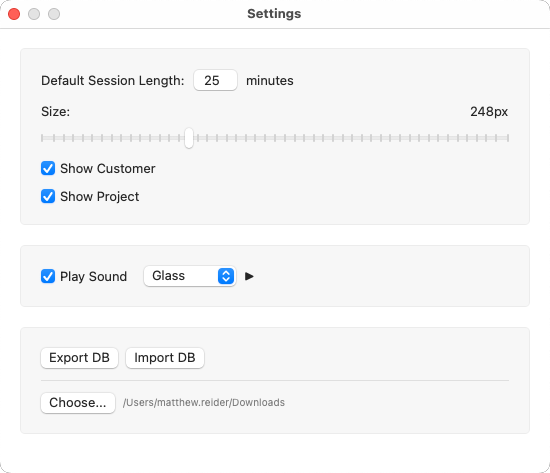 Settings
Default Session Length: 25 minutes
Size: 248px
Show Customer
Show Project
Play Sound Glass
Export DB Import DB
Choose... /Users/matthew.reider/Downloads